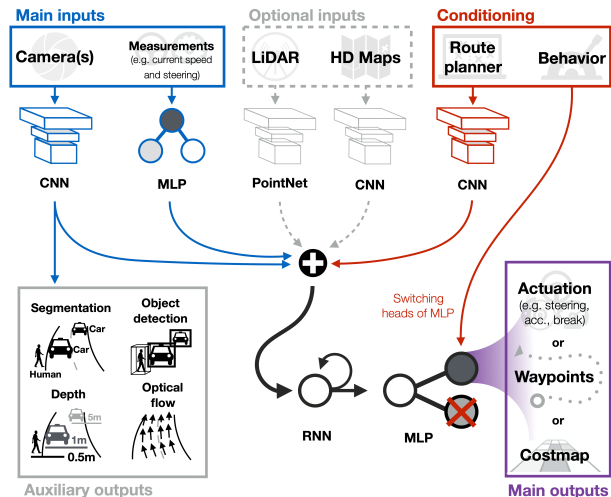 Main inputs
Optional inputs
Conditioning
Camera(s)
Measurements
(e.g. current speed
and steering)
LiDAR
HD Maps
Route
planner
Behavior
CNN
MLP
PointNet
CNN
CNN
Switching
heads of MLP
Segmentation
Car
Car
Human
Object
detection
Depth
5m
1m
0.5m
Optical
flow
Auxiliary outputs
RNN
MLP
Actuation
(e.g. steering,
acc., break)
or
Waypoints
or
Costmap
Main outputs